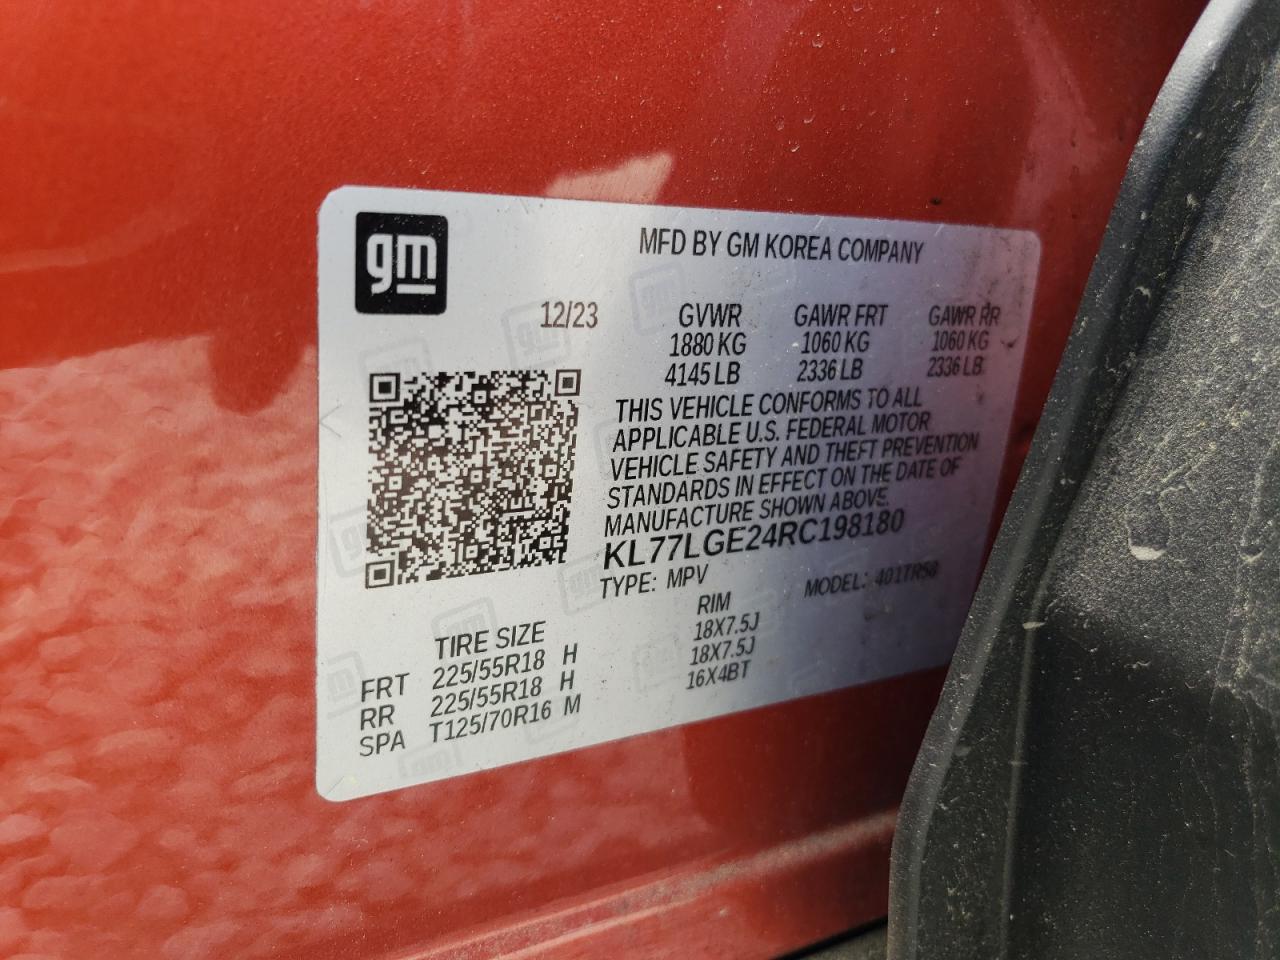 gm
MFD BY GM KOREA COMPANY
12/23
GVWR GAWR FRT GAWR RR
1880 KG 1060 KG 1060 KG
4145 LB 2336 LB 2336 LB
THIS VEHICLE CONFORMS TO ALL
APPLICABLE U.S. FEDERAL MOTOR
VEHICLE SAFETY AND THEFT PREVENTION
STANDARDS IN EFFECT ON THE DATE OF
MANUFACTURE SHOWN ABOVE.
KL77LGE24RC198180
TYPE: MPV MODEL: 401TR58
TIRE SIZE RIM
FRT 225/55R18 H 18X7.5J
RR 225/55R18 H 18X7.5J
SPA T125/70R16 M 16X4BT